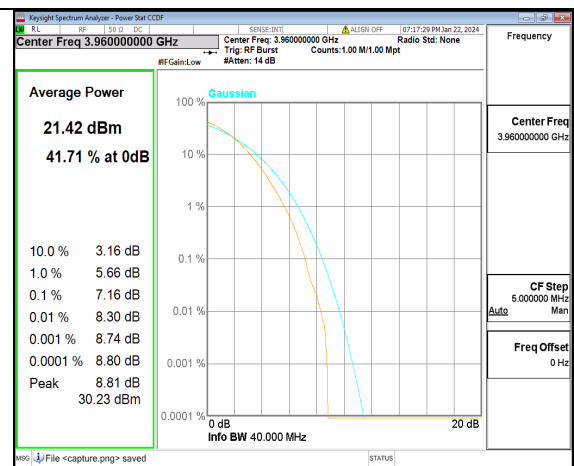 Keysight Spectrum Analyzer - Power Stat CCDF
RL RF 50 Ω DC SENSE:INT ALIGN OFF 07:17:29 PM Jan 22, 2024
Center Freq 3.960000000 GHz
Center Freq: 3.960000000 GHz Radio Std: None
Trig: RF Burst Counts:1.00 M/1.00 Mpt
#IFGain:Low #Atten: 14 dB
Frequency
Average Power
21.42 dBm
41.71 % at 0dB
10.0 % 3.16 dB
1.0 % 5.66 dB
0.1 % 7.16 dB
0.01 % 8.30 dB
0.001 % 8.74 dB
0.0001 % 8.80 dB
Peak 8.81 dB
30.23 dBm
Gaussian
100 %
10 %
1 %
0.1 %
0.01 %
0.001 %
0.0001 %
0 dB 20 dB
Info BW 40.000 MHz
Center Freq
3.960000000 GHz
CF Step
5.000000 MHz
Auto Man
Freq Offset
0 Hz
MSG File <capture.png> saved STATUS